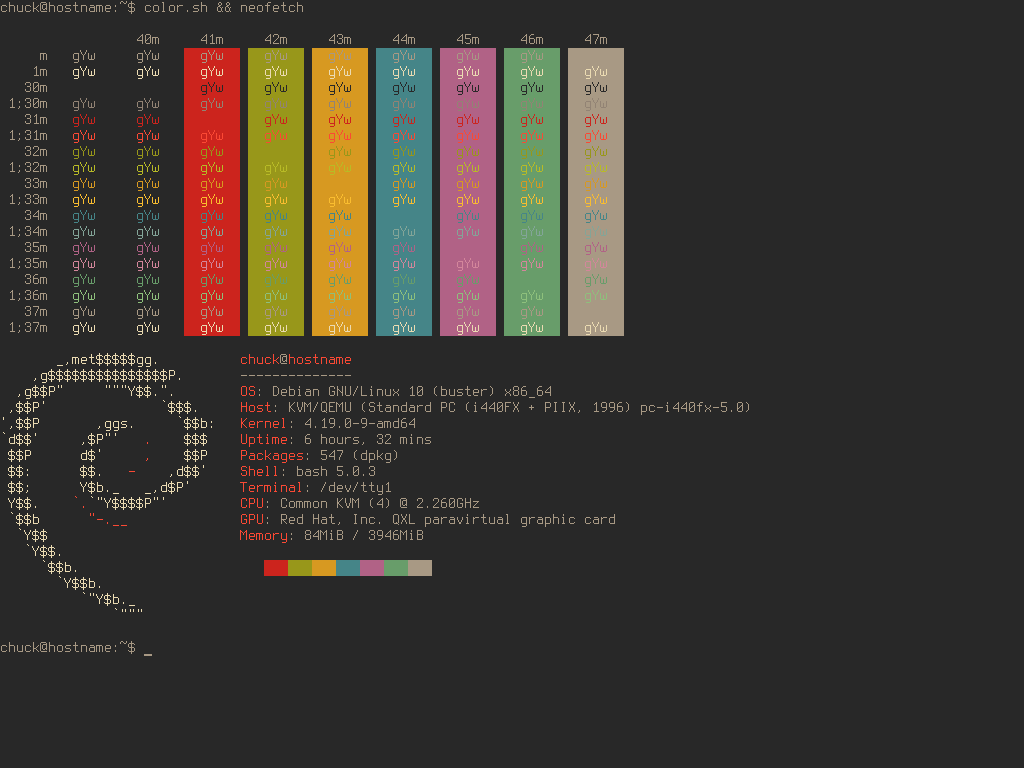 chuck@hostname:~$ color.sh && neofetch
40m 41m 42m 43m 44m 45m 46m 47m
m gYw gYw gYw gYw gYw gYw gYw gYw
1m gYw gYw gYw gYw gYw gYw gYw gYw gYw
30m gYw gYw gYw gYw gYw gYw gYw
1;30m gYw gYw gYw gYw gYw gYw gYw gYw gYw
31m gYw gYw gYw gYw gYw gYw gYw gYw
1;31m gYw gYw gYw gYw gYw gYw gYw gYw gYw
32m gYw gYw gYw gYw gYw gYw gYw gYw
1;32m gYw gYw gYw gYw gYw gYw gYw gYw gYw
33m gYw gYw gYw gYw gYw gYw gYw gYw
1;33m gYw gYw gYw gYw gYw gYw gYw gYw gYw
34m gYw gYw gYw gYw gYw gYw gYw gYw
1;34m gYw gYw gYw gYw gYw gYw gYw gYw gYw
35m gYw gYw gYw gYw gYw gYw gYw gYw
1;35m gYw gYw gYw gYw gYw gYw gYw gYw gYw
36m gYw gYw gYw gYw gYw gYw gYw gYw
1;36m gYw gYw gYw gYw gYw gYw gYw gYw gYw
37m gYw gYw gYw gYw gYw gYw gYw gYw
1;37m gYw gYw gYw gYw gYw gYw gYw gYw gYw
chuck@hostname
--------------
OS: Debian GNU/Linux 10 (buster) x86_64
Host: KVM/QEMU (Standard PC (i440FX + PIIX, 1996) pc-i440fx-5.0)
Kernel: 4.19.0-9-amd64
Uptime: 6 hours, 32 mins
Packages: 547 (dpkg)
Shell: bash 5.0.3
Terminal: /dev/tty1
CPU: Common KVM (4) @ 2.260GHz
GPU: Red Hat, Inc. QXL paravirtual graphic card
Memory: 84MiB / 3946MiB
chuck@hostname:~$ _